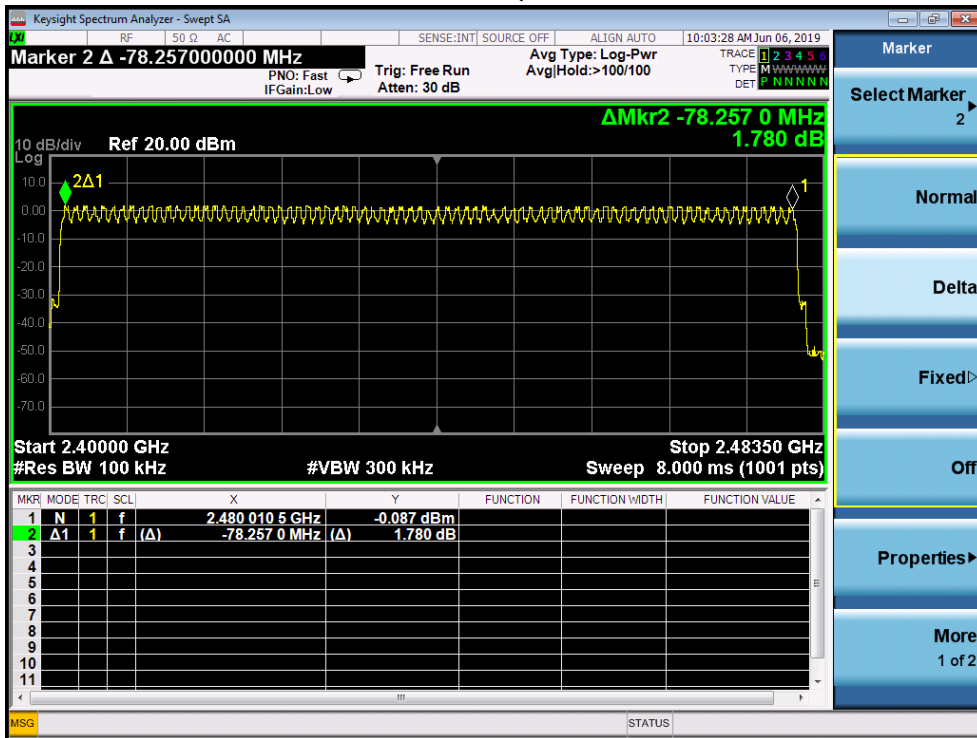 Keysight Spectrum Analyzer - Swept SA
LXI RF 50 Ω AC SENSE:INT SOURCE OFF ALIGN AUTO 10:03:28 AM Jun 06, 2019
Marker 2 Δ -78.257000000 MHz
PNO: Fast
IFGain:Low
Trig: Free Run
Atten: 30 dB
Avg Type: Log-Pwr
Avg|Hold:>100/100
TRACE 1 2 3 4 5 6
TYPE M WWWWW
DET P N N N N N
ΔMkr2 -78.257 0 MHz
1.780 dB
10 dB/div Ref 20.00 dBm
Log
10.0
0.00
-10.0
-20.0
-30.0
-40.0
-50.0
-60.0
-70.0
2Δ1
1
Start 2.40000 GHz Stop 2.48350 GHz
#Res BW 100 kHz #VBW 300 kHz Sweep 8.000 ms (1001 pts)
MKR MODE TRC SCL X Y FUNCTION FUNCTION WIDTH FUNCTION VALUE
1 N 1 f 2.480 010 5 GHz -0.087 dBm
2 Δ1 1 f (Δ) -78.257 0 MHz (Δ) 1.780 dB
3
4
5
6
7
8
9
10
11
MSG STATUS
Marker
Select Marker
2
Normal
Delta
Fixed
Off
Properties
More
1 of 2